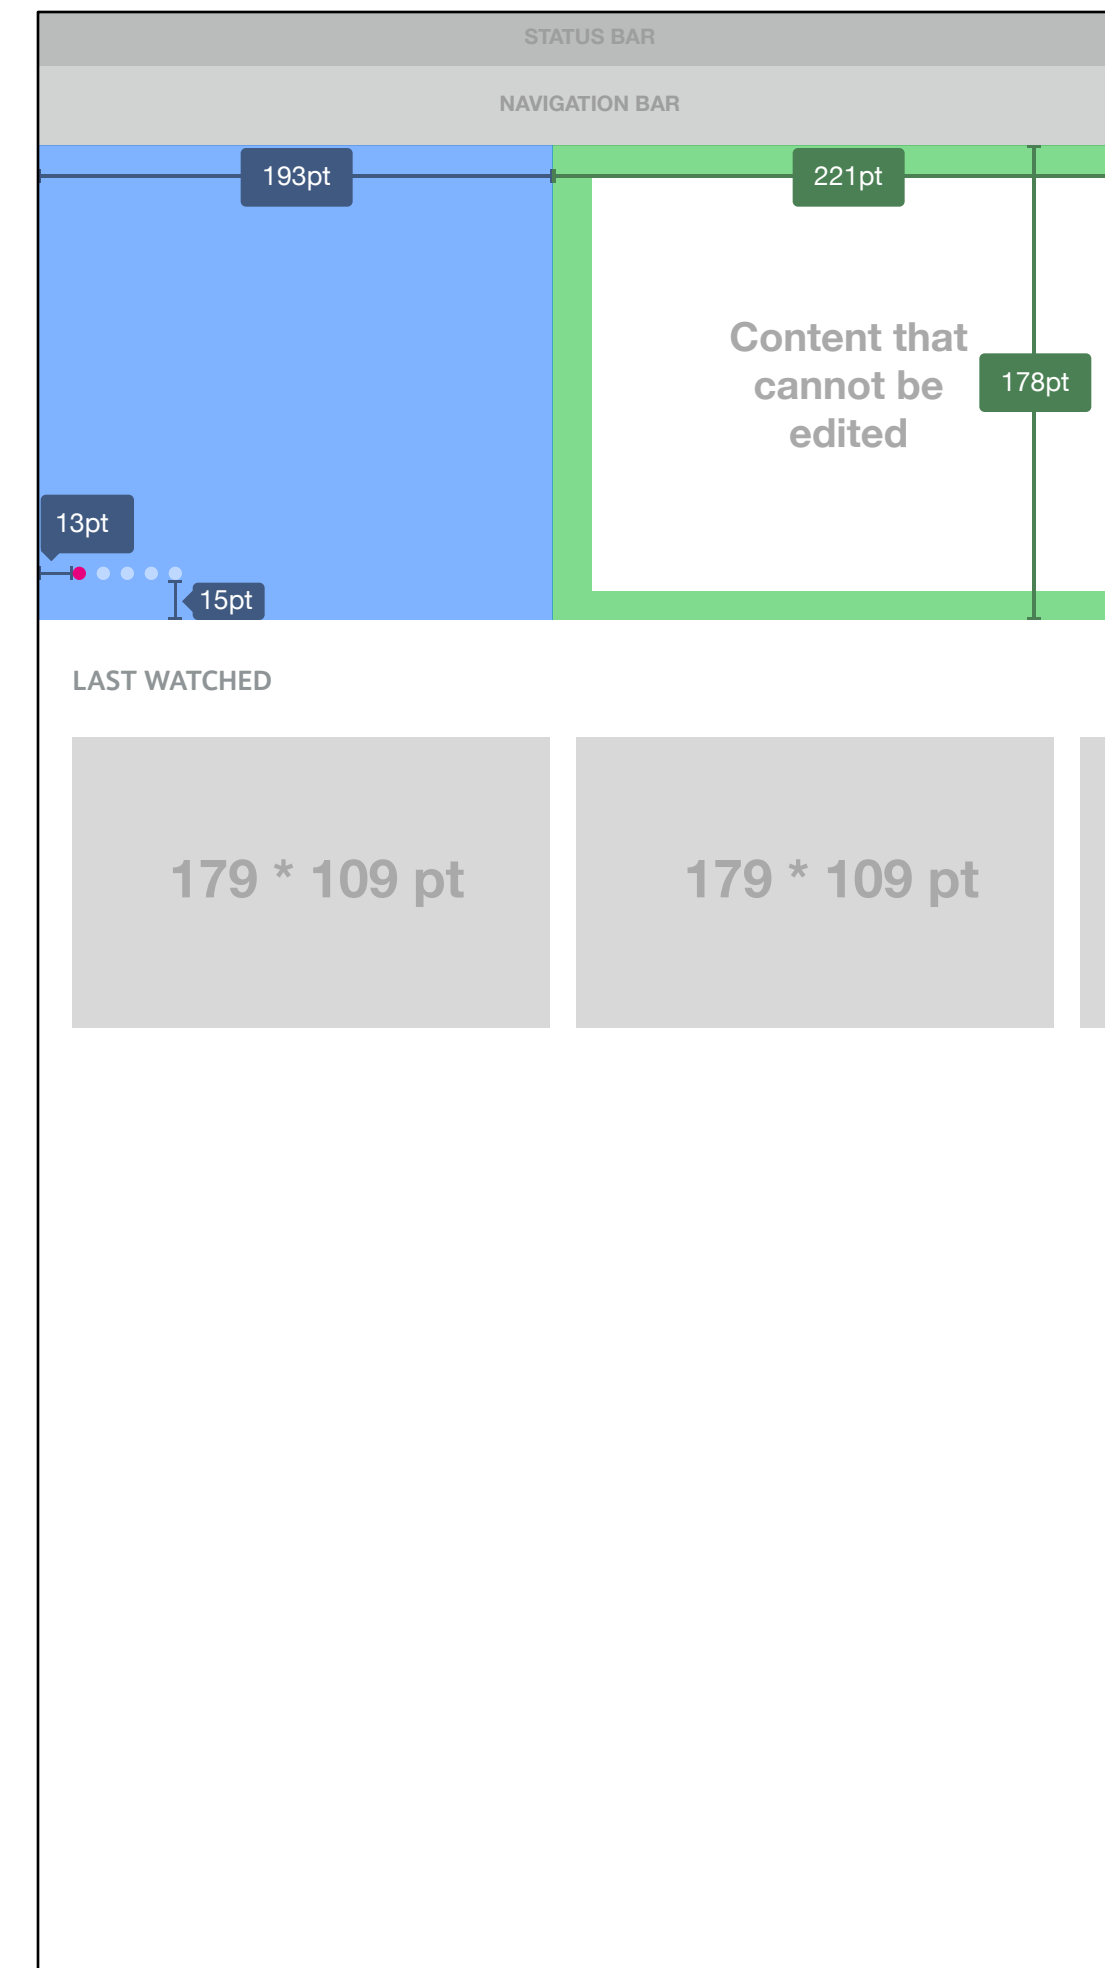 STATUS BAR
NAVIGATION BAR
193pt
221pt
Content that
cannot be
edited
178pt
13pt
15pt
LAST WATCHED
179 * 109 pt
179 * 109 pt